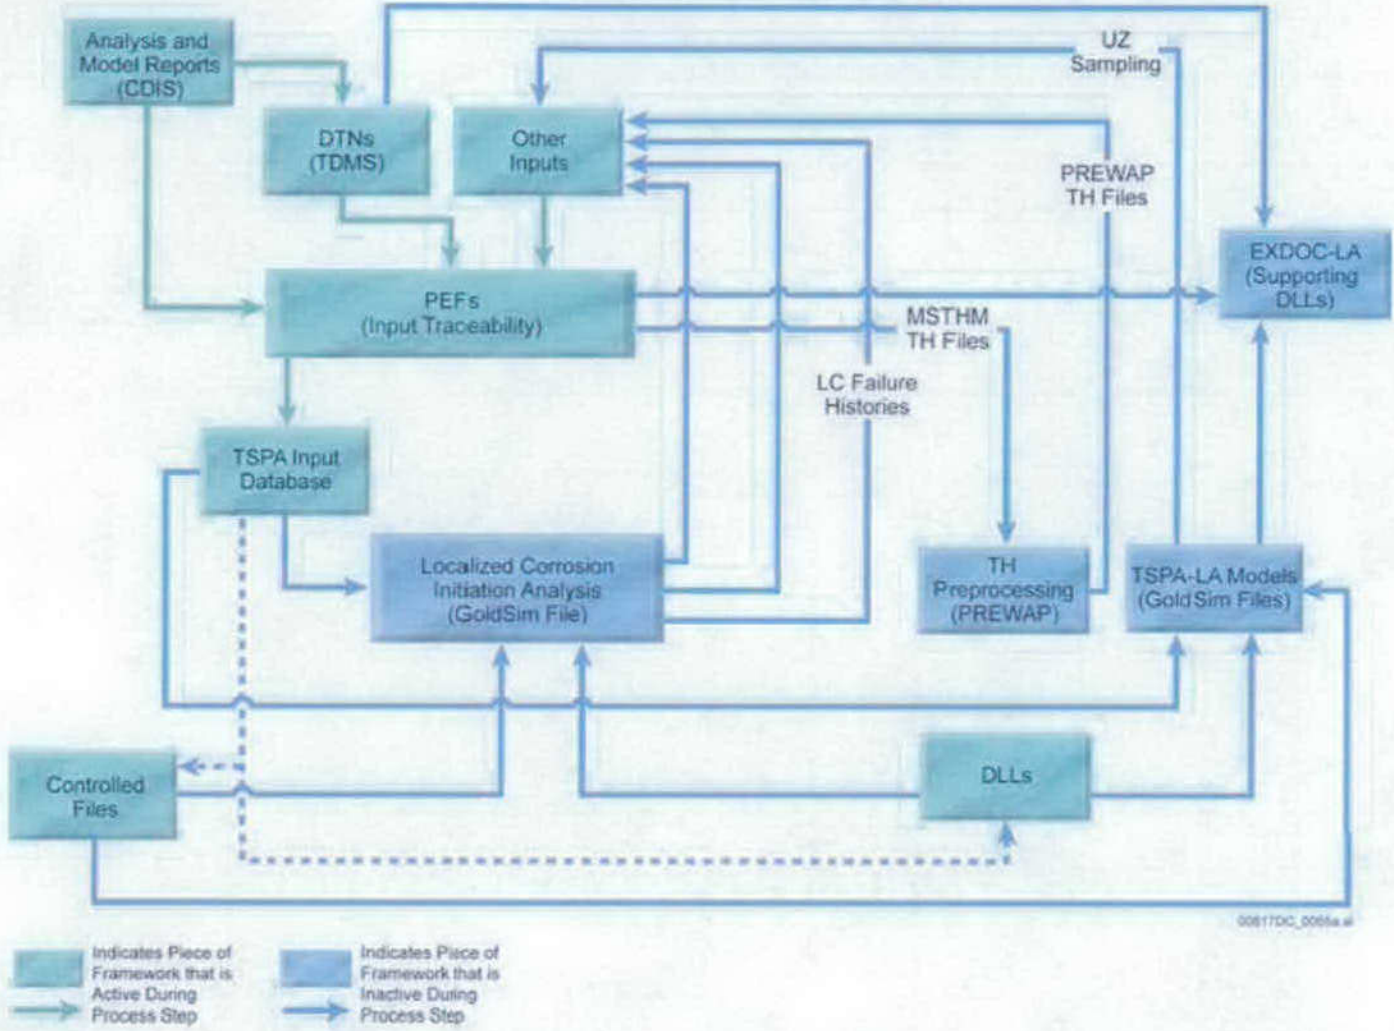 Analysis and
Model Reports
(CDIS)
UZ
Sampling
DTNs
(TDMS)
Other
Inputs
PREWAP
TH Files
EXDOC-LA
(Supporting
DLLs)
PEFs
(Input Traceability)
MSTHM
TH Files
LC Failure
Histories
TSPA Input
Database
Localized Corrosion
Initiation Analysis
(GoldSim File)
TH
Preprocessing
(PREWAP)
TSPA-LA Models
(GoldSim Files)
Controlled
Files
DLLs
Indicates Piece of
Framework that is
Active During
Process Step
Indicates Piece of
Framework that is
Inactive During
Process Step